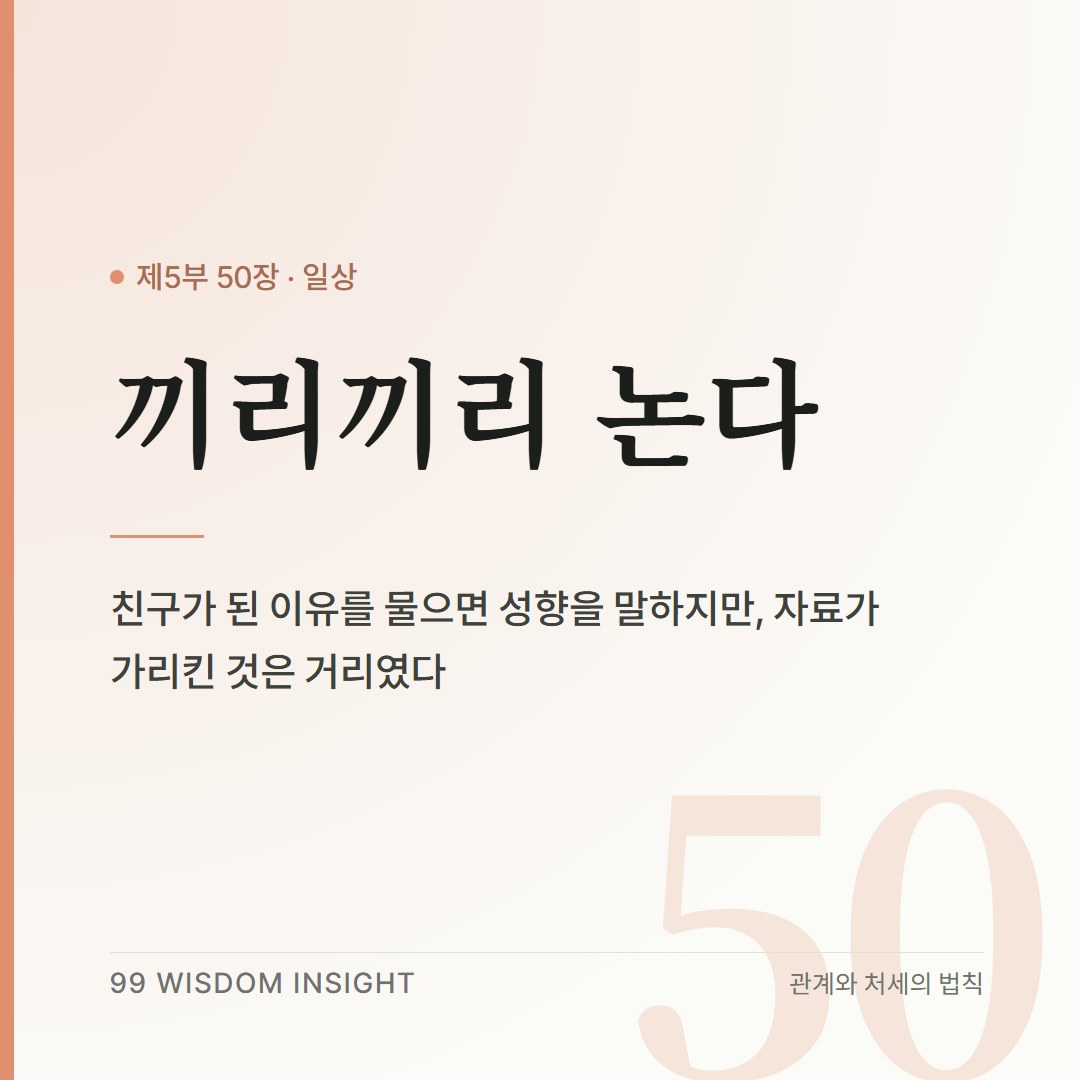 제5부 50장 · 일상
끼리끼리 논다
친구가 된 이유를 물으면 성향을 말하지만, 자료가
가리킨 것은 거리였다
50
99 WISDOM INSIGHT
관계와 처세의 법칙